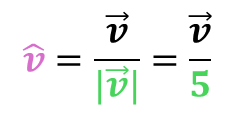 v̂ = v⃗ / |v⃗| = v⃗ / 5